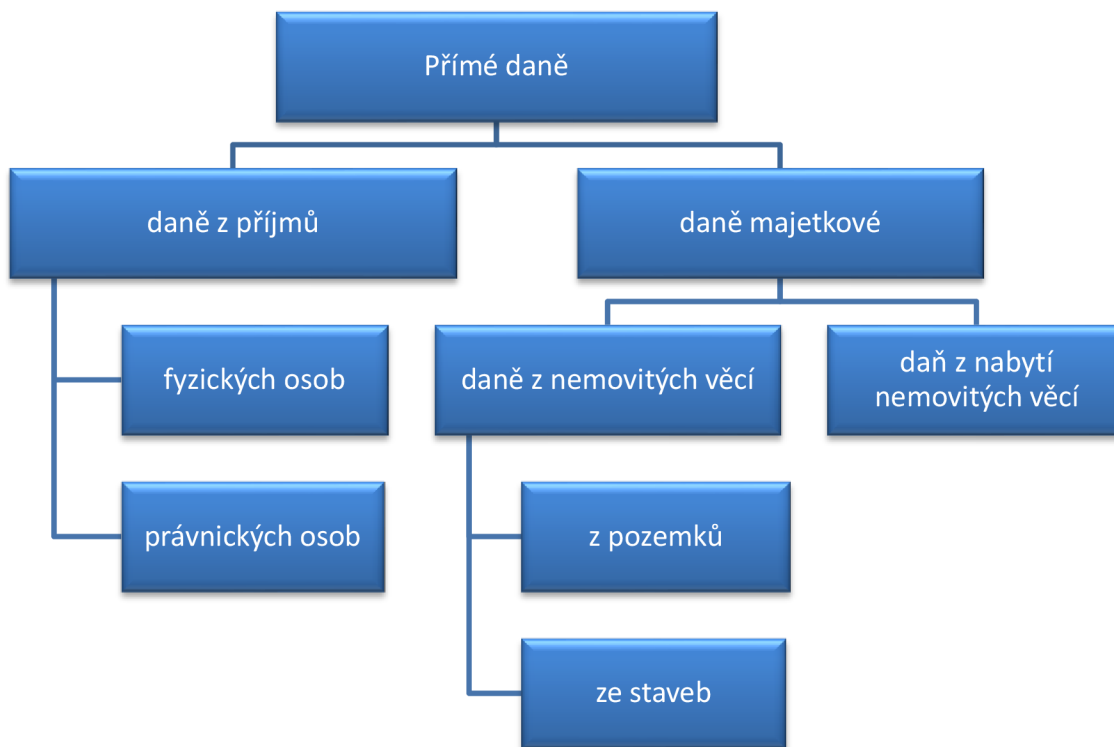 Přímé daně
daně z příjmů
daně majetkové
fyzických osob
daně z nemovitých věcí
daň z nabytí
nemovitých věcí
právnických osob
z pozemků
ze staveb